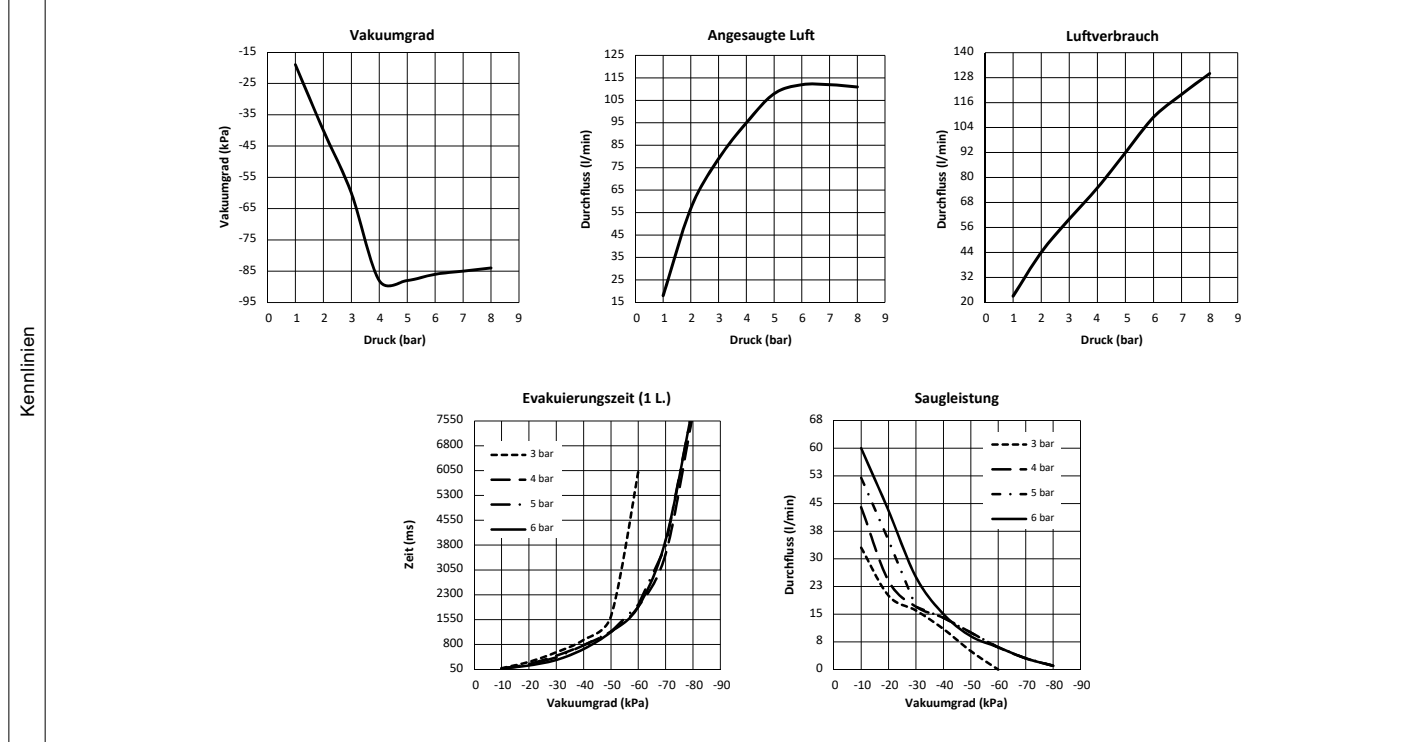 Kennlinien
Vakuumgrad
Vakuumgrad (kPa)
-15
-25
-35
-45
-55
-65
-75
-85
-95
0 1 2 3 4 5 6 7 8 9
Druck (bar)
Angesaugte Luft
Durchfluss (l/min)
125
115
105
95
85
75
65
55
45
35
25
15
0 1 2 3 4 5 6 7 8 9
Druck (bar)
Luftverbrauch
Durchfluss (l/min)
140
128
116
104
92
80
68
56
44
32
20
0 1 2 3 4 5 6 7 8 9
Druck (bar)
Evakuierungszeit (1 L.)
Zeit (ms)
7550
6800
6050
5300
4550
3800
3050
2300
1550
800
50
3 bar
4 bar
5 bar
6 bar
0 -10 -20 -30 -40 -50 -60 -70 -80 -90
Vakuumgrad (kPa)
Saugleistung
Durchfluss (l/min)
68
60
53
45
38
30
23
15
8
0
3 bar
4 bar
5 bar
6 bar
0 -10 -20 -30 -40 -50 -60 -70 -80 -90
Vakuumgrad (kPa)